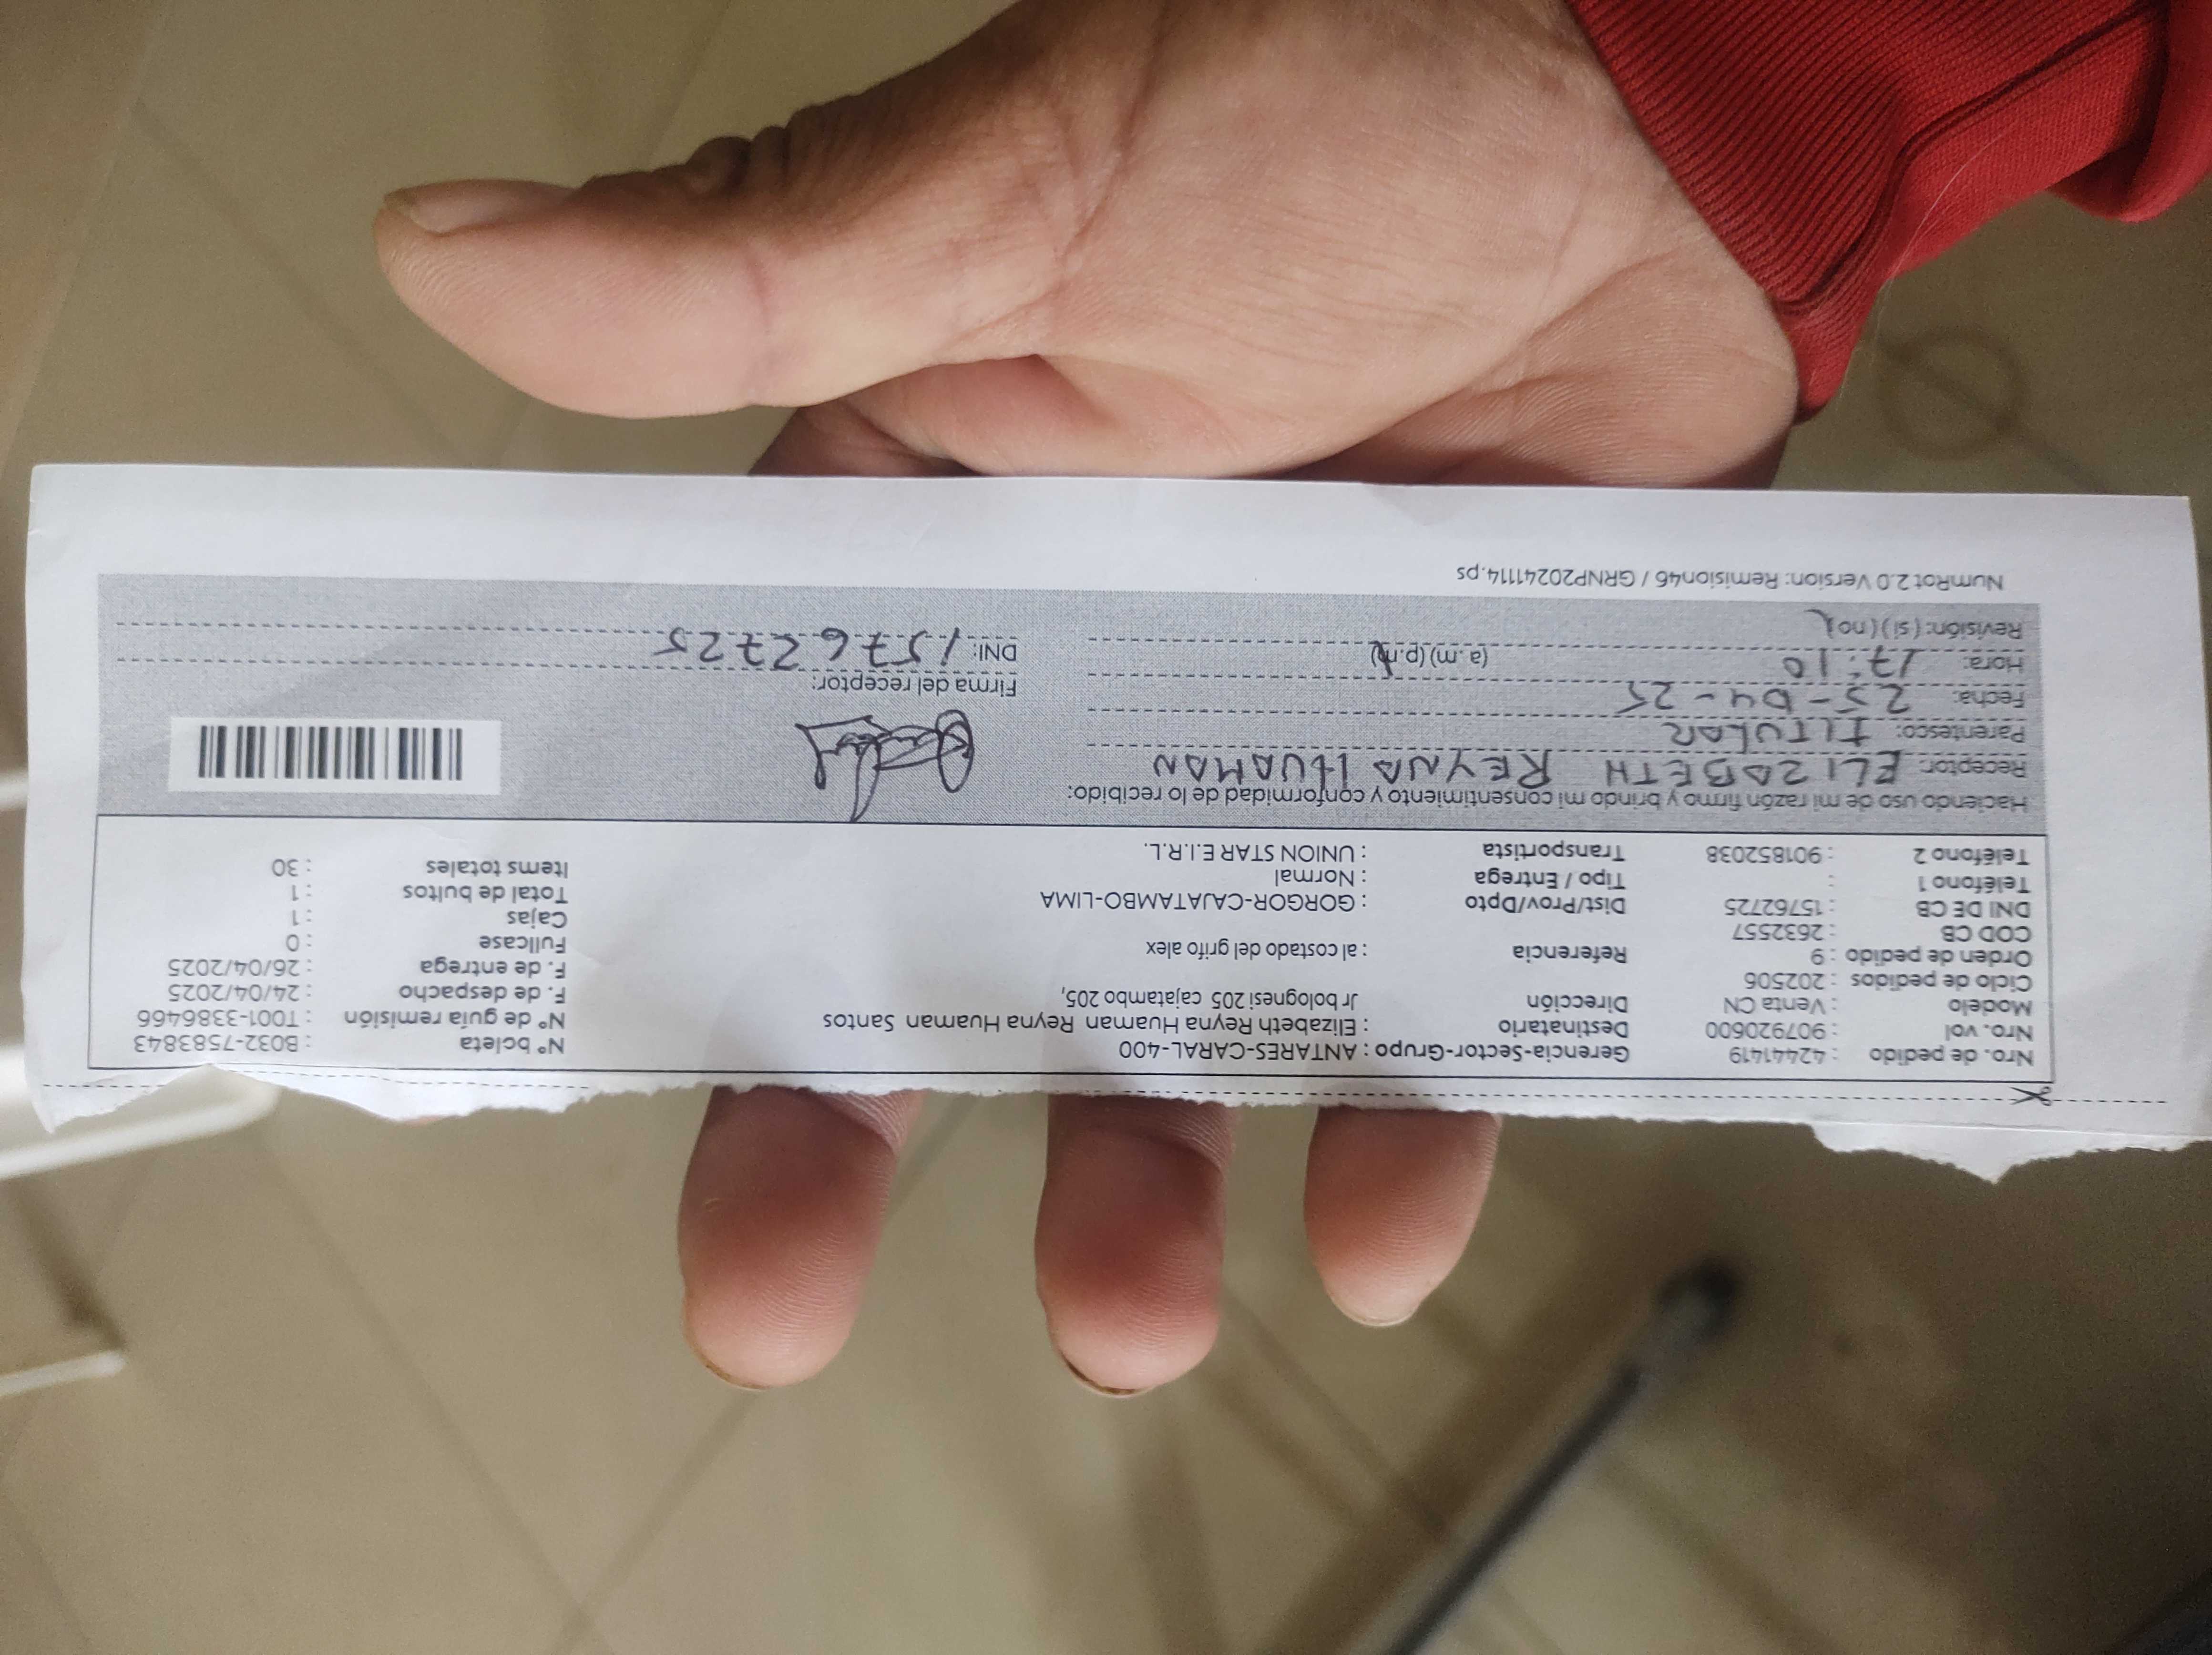 Nro. de pedido : 42441419 Gerencia-Sector-Grupo : ANTARES-CARAL-400 N° boleta : B032-7583843
Nro. vol : 907920600 Destinatario : Elizabeth Reyna Huaman Reyna Huaman Santos N° de guía remisión : T001-3386466
Modelo : Venta CN Dirección Jr bolognesi 205 cajatambo 205, F. de despacho : 24/04/2025
Ciclo de pedidos : 202506 F. de entrega : 26/04/2025
Orden de pedido : 9 Referencia : al costado del grifo alex Fullcase : 0
COD CB : 2632557 Cajas : 1
DNI DE CB : 15762725 Dist/Prov/Dpto : GORGOR-CAJATAMBO-LIMA Total de bultos : 1
Teléfono 1 : Tipo / Entrega : Normal Items totales : 30
Teléfono 2 : 901852038 Transportista : UNION STAR E.I.R.L.
Haciendo uso de mi razón firmo y brindo mi consentimiento y conformidad de lo recibido:
Receptor: ELIZABETH REYNA HUAMAN
Parentesco: TITULAR
Fecha: 25-04-25 Firma del receptor:
Hora: 17:10 (a.m) (p.m) DNI: 15762725
Revisión: (si) (no)
NumRot 2.0 Version: Remision46 / GRNP20241114.ps